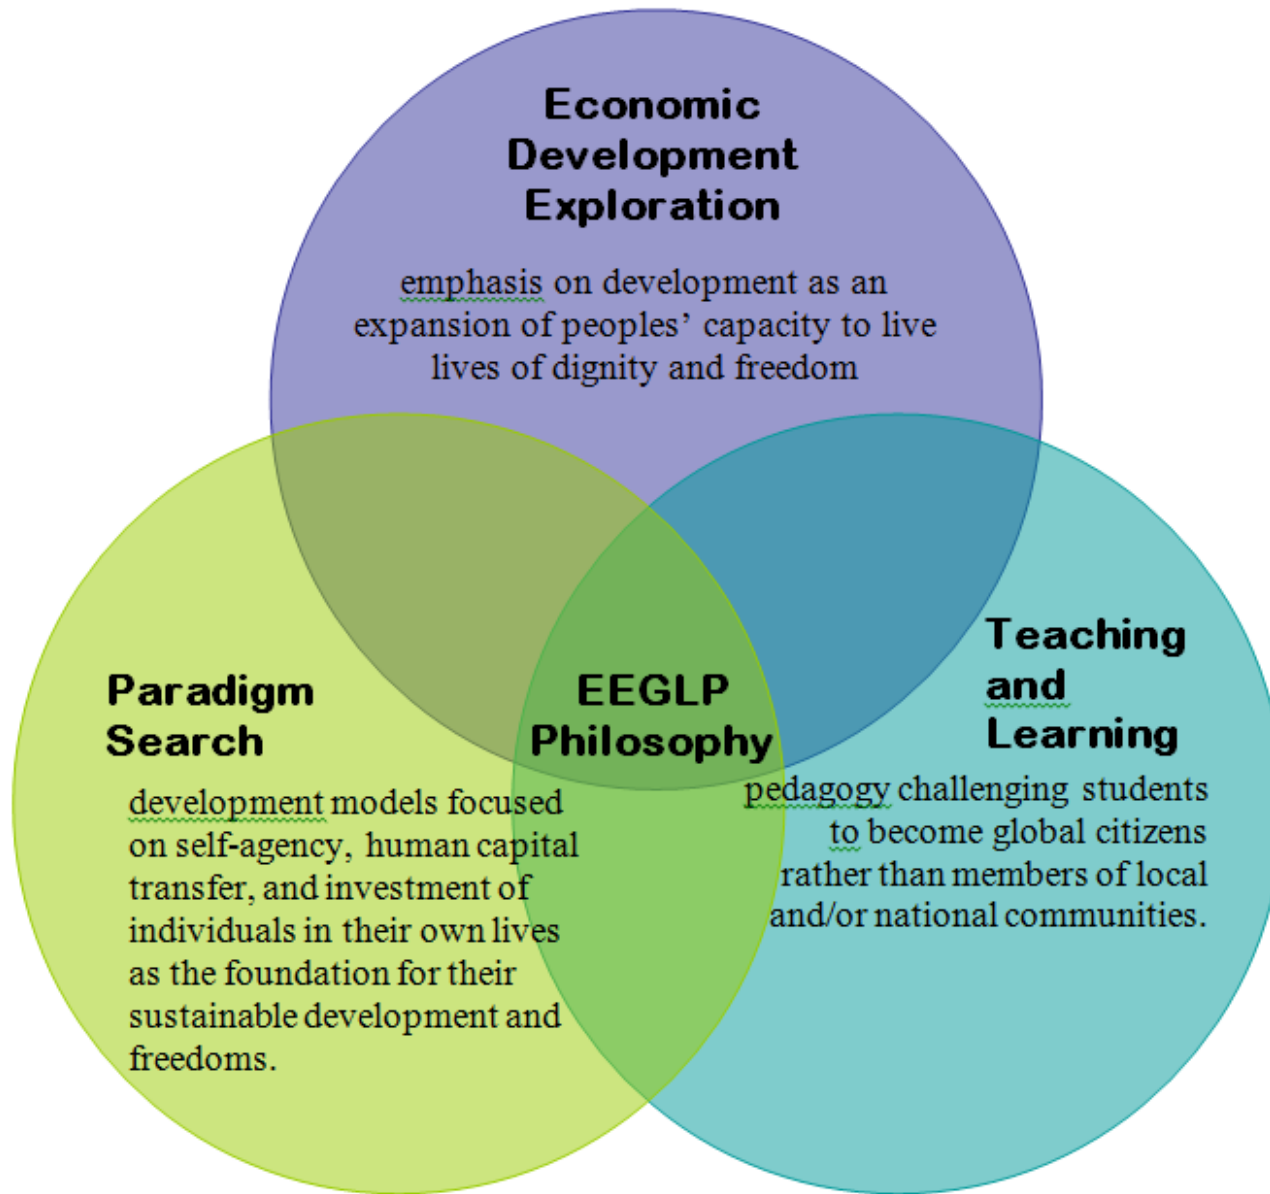 Economic
Development
Exploration
emphasis on development as an
expansion of peoples’ capacity to live
lives of dignity and freedom
Paradigm
Search
development models focused
on self-agency, human capital
transfer, and investment of
individuals in their own lives
as the foundation for their
sustainable development and
freedoms.
EEGLP
Philosophy
Teaching
and
Learning
pedagogy challenging students
to become global citizens
rather than members of local
and/or national communities.